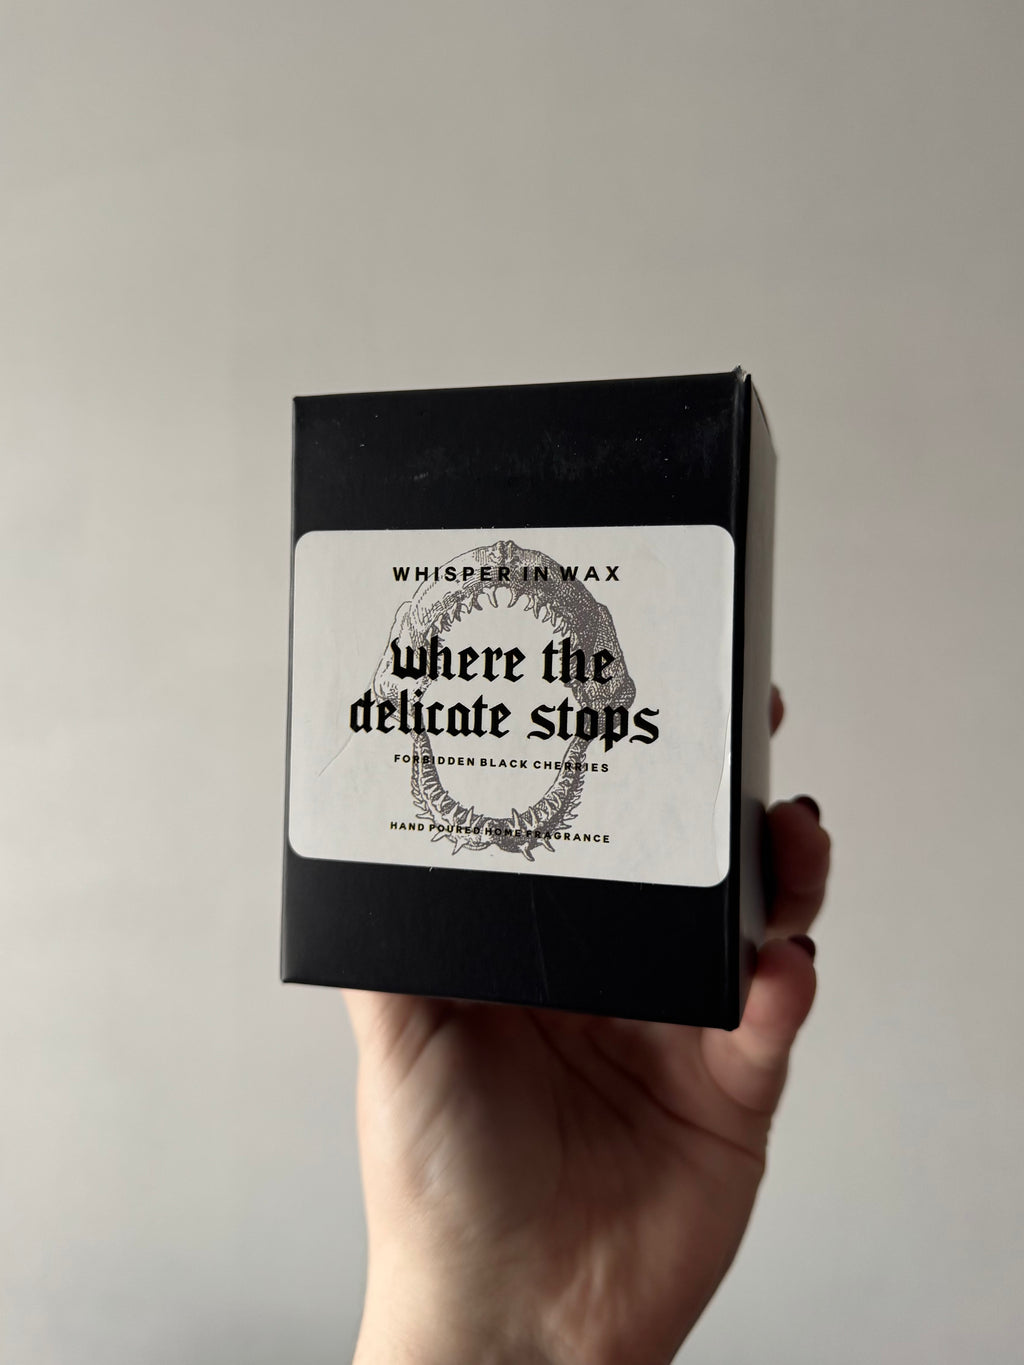 WHISPER IN WAX
where the
delicate stops
FORBIDDEN BLACK CHERRIES
HAND POURED HOME FRAGRANCE